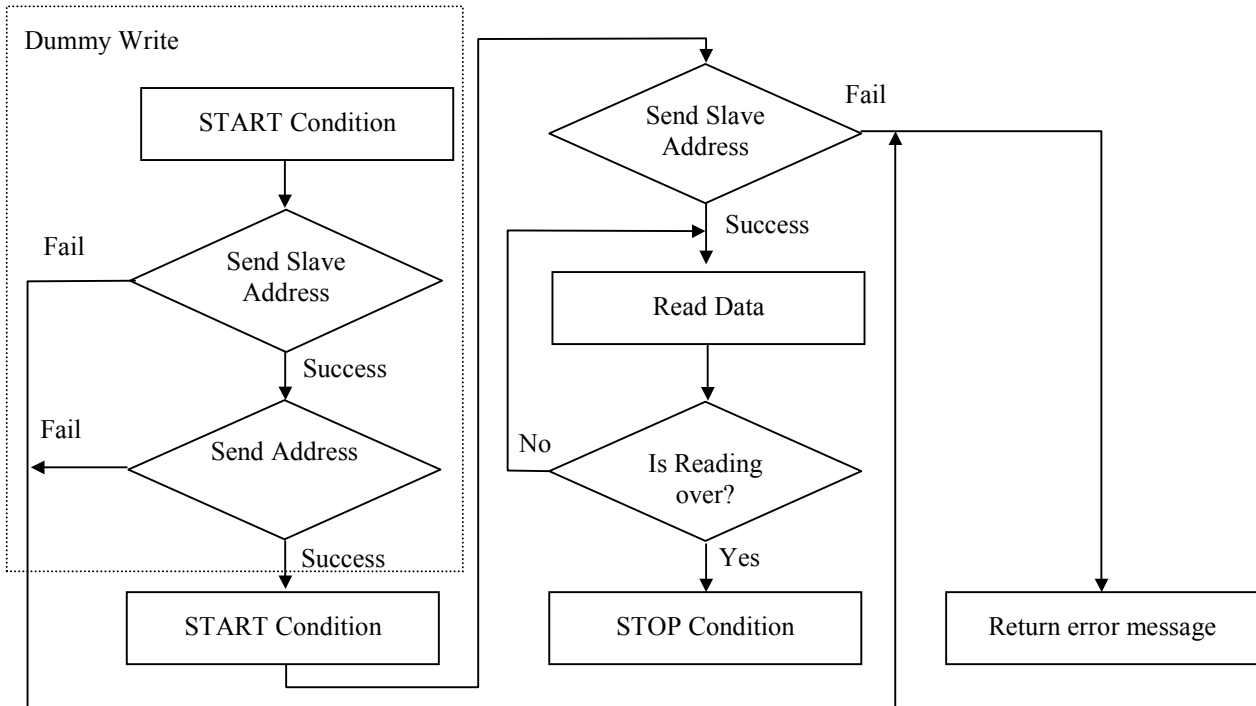 Dummy Write
START Condition
Send Slave
Address
Fail
Success
Send Address
Fail
Success
START Condition
Send Slave
Address
Fail
Success
Read Data
Is Reading
over?
No
Yes
STOP Condition
Return error message